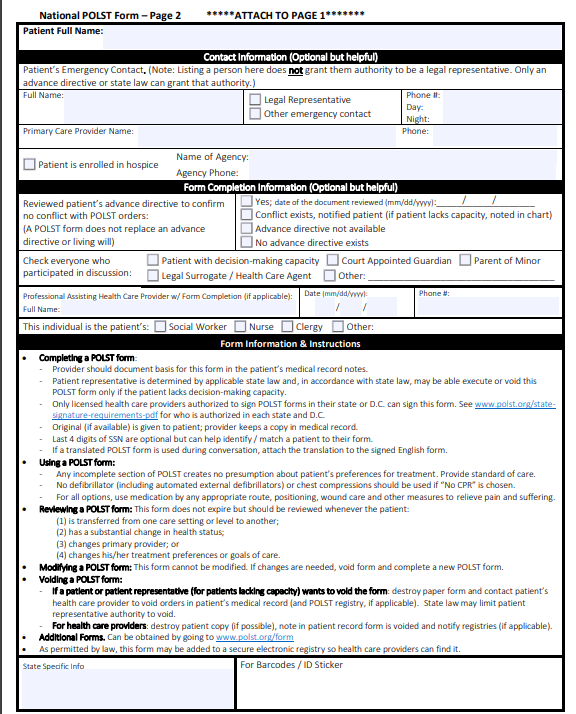 National POLST Form – Page 2 *****ATTACH TO PAGE 1*******
Patient Full Name:
Contact Information (Optional but helpful)
Patient's Emergency Contact. (Note: Listing a person here does not grant them authority to be a legal representative. Only an
advance directive or state law can grant that authority.)
Full Name:
Legal Representative
Other emergency contact
Phone #:
Day:
Night:
Primary Care Provider Name:
Phone:
Patient is enrolled in hospice
Name of Agency:
Agency Phone:
Form Completion Information (Optional but helpful)
Reviewed patient's advance directive to confirm
no conflict with POLST orders:
(A POLST form does not replace an advance
directive or living will)
Yes; date of the document reviewed (mm/dd/yyyy):_____/_____/________
Conflict exists, notified patient (if patient lacks capacity, noted in chart)
Advance directive not available
No advance directive exists
Check everyone who
participated in discussion:
Patient with decision-making capacity
Court Appointed Guardian
Parent of Minor
Legal Surrogate / Health Care Agent
Other: ________________________________
Professional Assisting Health Care Provider w/ Form Completion (if applicable):
Full Name:
Date (mm/dd/yyyy):
/ /
Phone #:
This individual is the patient's: Social Worker Nurse Clergy Other:
Form Information & Instructions
• Completing a POLST form:
- Provider should document basis for this form in the patient's medical record notes.
- Patient representative is determined by applicable state law and, in accordance with state law, may be able execute or void this
POLST form only if the patient lacks decision-making capacity.
- Only licensed health care providers authorized to sign POLST forms in their state or D.C. can sign this form. See www.polst.org/state-
signature-requirements-pdf for who is authorized in each state and D.C.
- Original (if available) is given to patient; provider keeps a copy in medical record.
- Last 4 digits of SSN are optional but can help identify / match a patient to their form.
- If a translated POLST form is used during conversation, attach the translation to the signed English form.
• Using a POLST form:
- Any incomplete section of POLST creates no presumption about patient's preferences for treatment. Provide standard of care.
- No defibrillator (including automated external defibrillators) or chest compressions should be used if "No CPR" is chosen.
- For all options, use medication by any appropriate route, positioning, wound care and other measures to relieve pain and suffering.
• Reviewing a POLST form: This form does not expire but should be reviewed whenever the patient:
(1) is transferred from one care setting or level to another;
(2) has a substantial change in health status;
(3) changes primary provider; or
(4) changes his/her treatment preferences or goals of care.
• Modifying a POLST form: This form cannot be modified. If changes are needed, void form and complete a new POLST form.
• Voiding a POLST form:
- If a patient or patient representative (for patients lacking capacity) wants to void the form: destroy paper form and contact patient's
health care provider to void orders in patient's medical record (and POLST registry, if applicable). State law may limit patient
representative authority to void.
- For health care providers: destroy patient copy (if possible), note in patient record form is voided and notify registries (if applicable).
• Additional Forms. Can be obtained by going to www.polst.org/form
• As permitted by law, this form may be added to a secure electronic registry so health care providers can find it.
State Specific Info
For Barcodes / ID Sticker